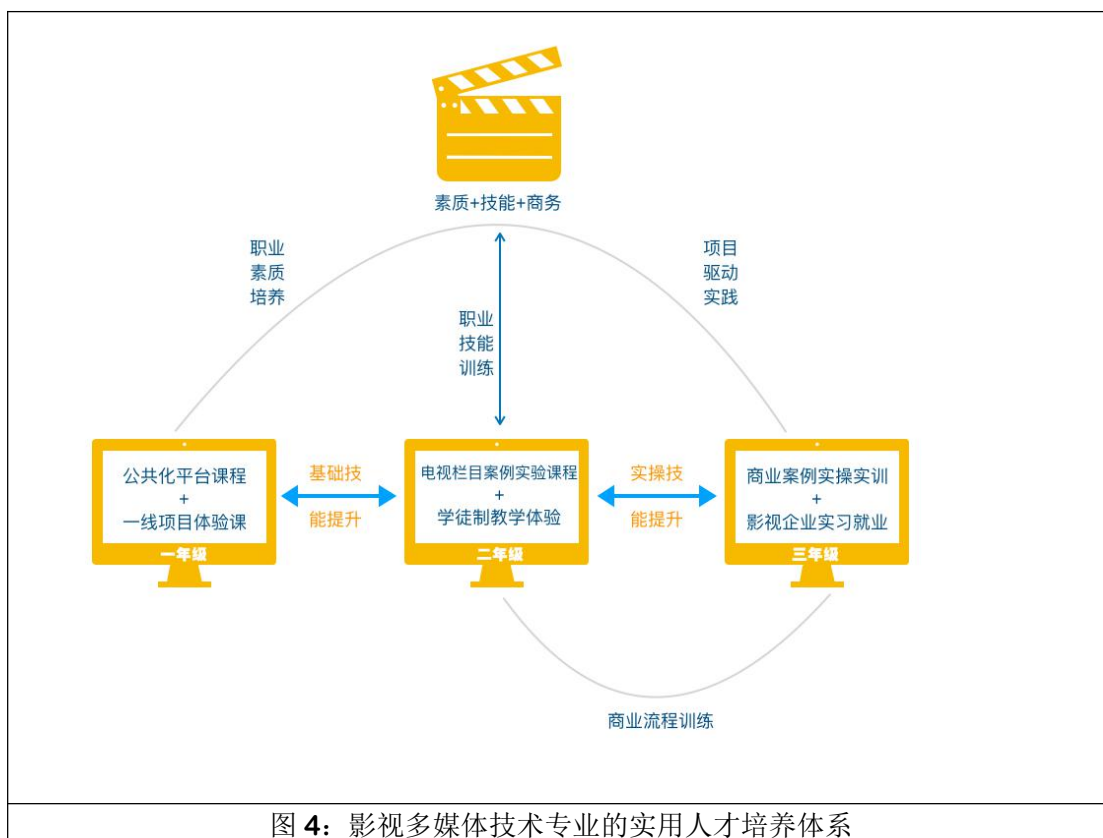 素质+技能+商务
职业
素质
培养
项目
驱动
实践
职业
技能
训练
公共化平台课程
+
一线项目体验课
一年级
基础技
能提升
电视栏目案例实验课程
+
学徒制教学体验
二年级
实操技
能提升
商业案例实操实训
+
影视企业实习就业
三年级
商业流程训练
图 4：影视多媒体技术专业的实用人才培养体系